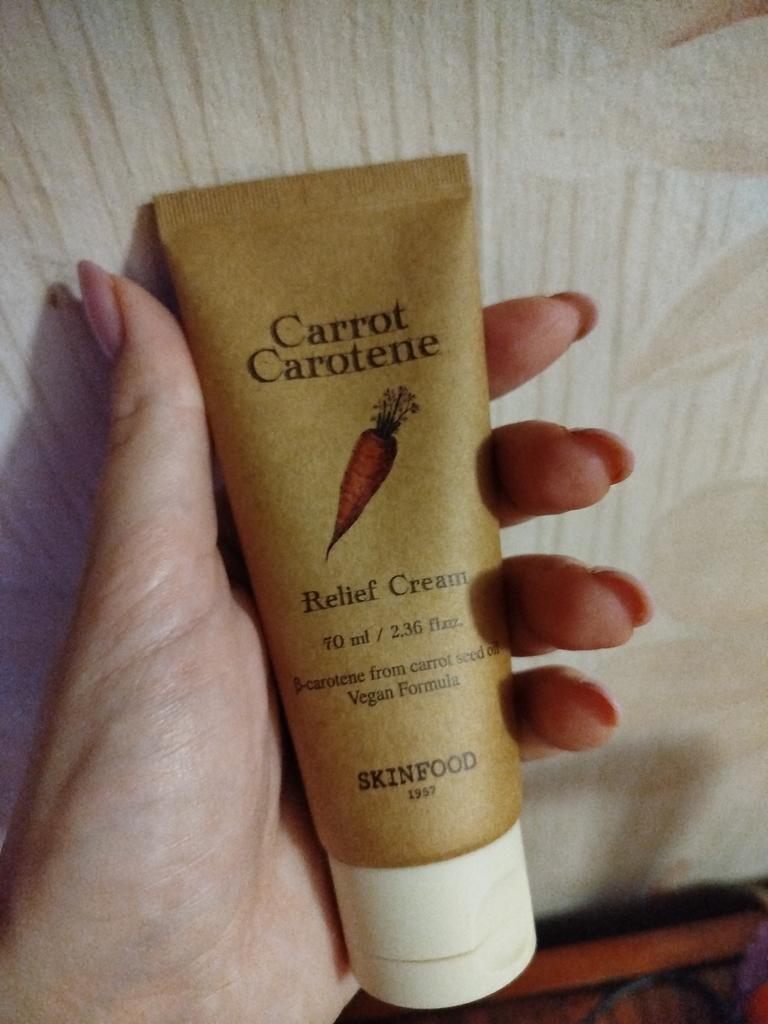 Carrot
Carotene
Relief Cream
70 ml / 2.36 fl.oz.
β-carotene from carrot seed oil
Vegan Formula
SKINFOOD
1957